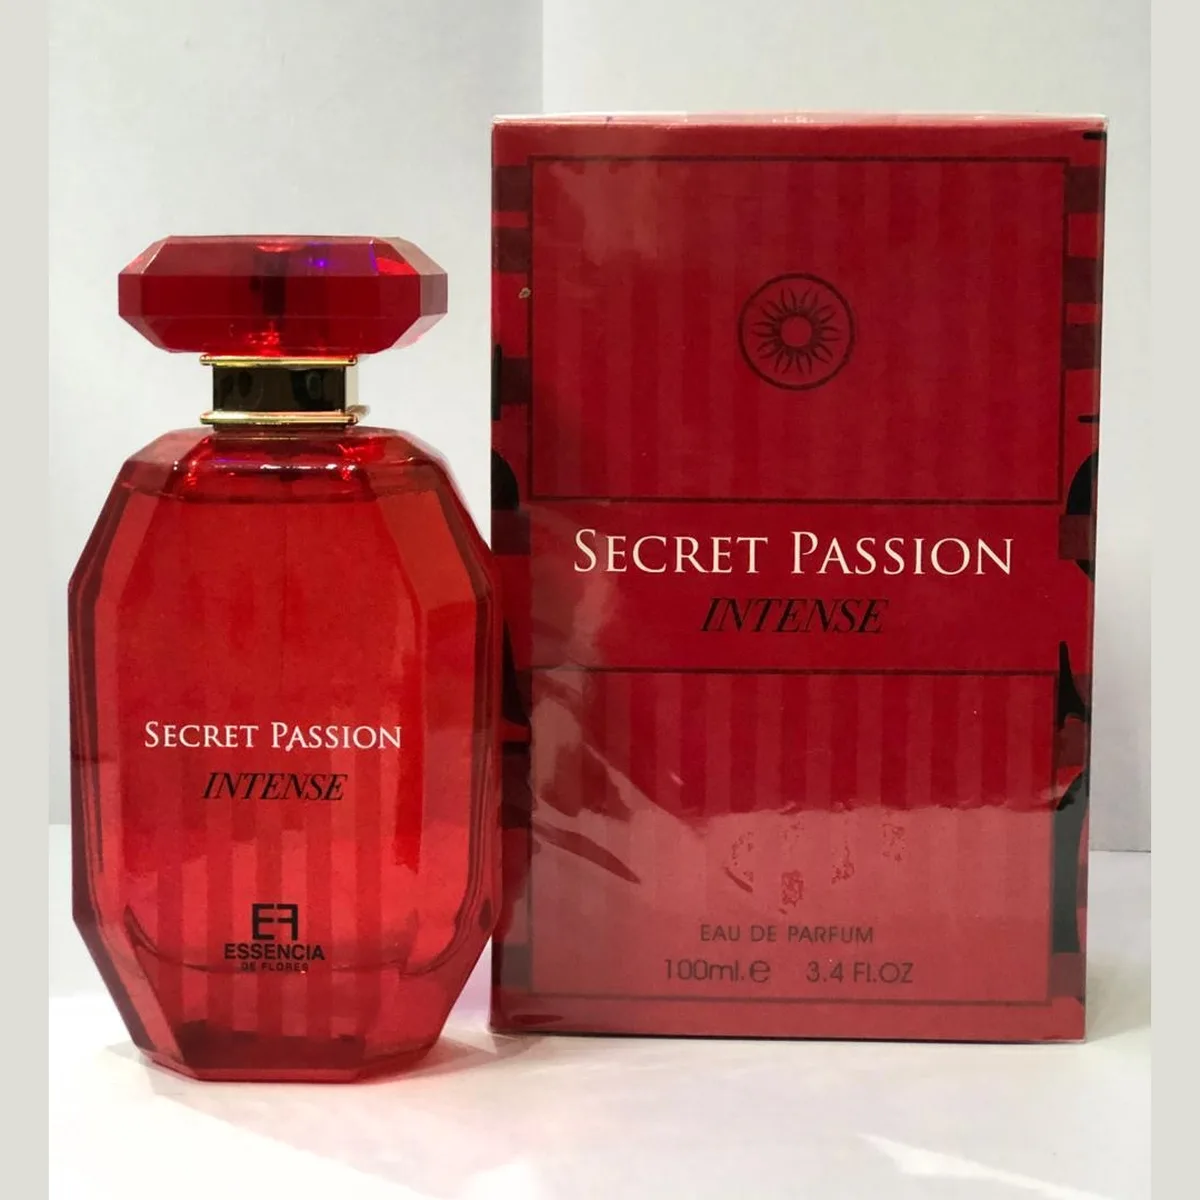 SECRET PASSION
INTENSE
EF
ESSENCIA
DE FLORES
SECRET PASSION
INTENSE
EAU DE PARFUM
100ml.e 3.4 Fl.OZ